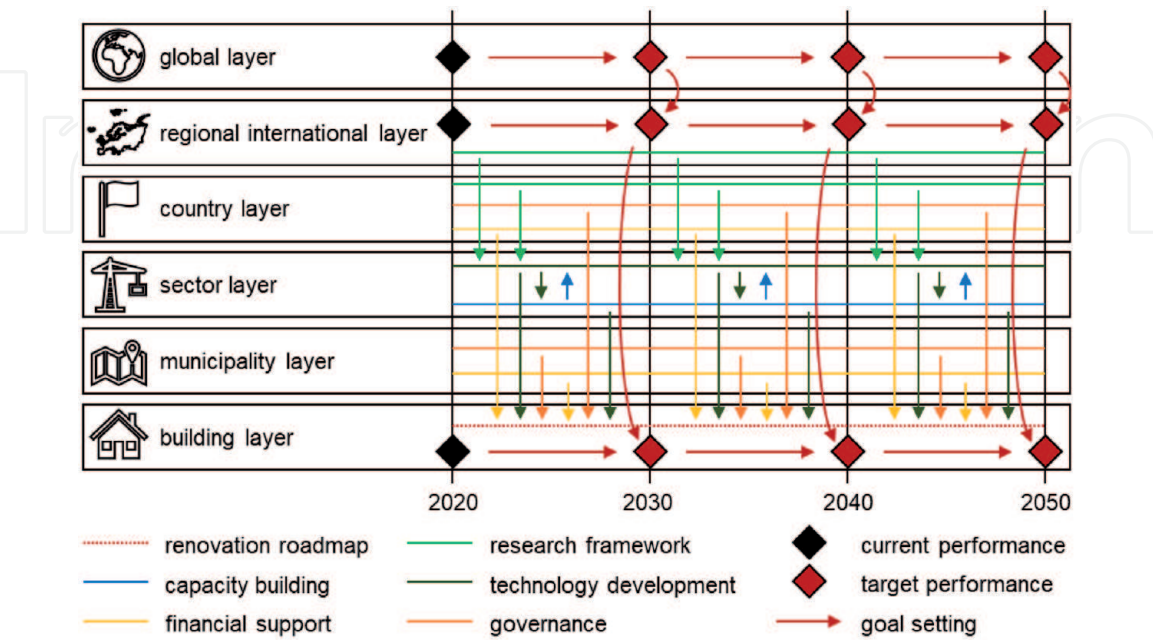 global layer
regional international layer
country layer
sector layer
municipality layer
building layer
2020 2030 2040 2050
renovation roadmap research framework current performance
capacity building technology development target performance
financial support governance goal setting